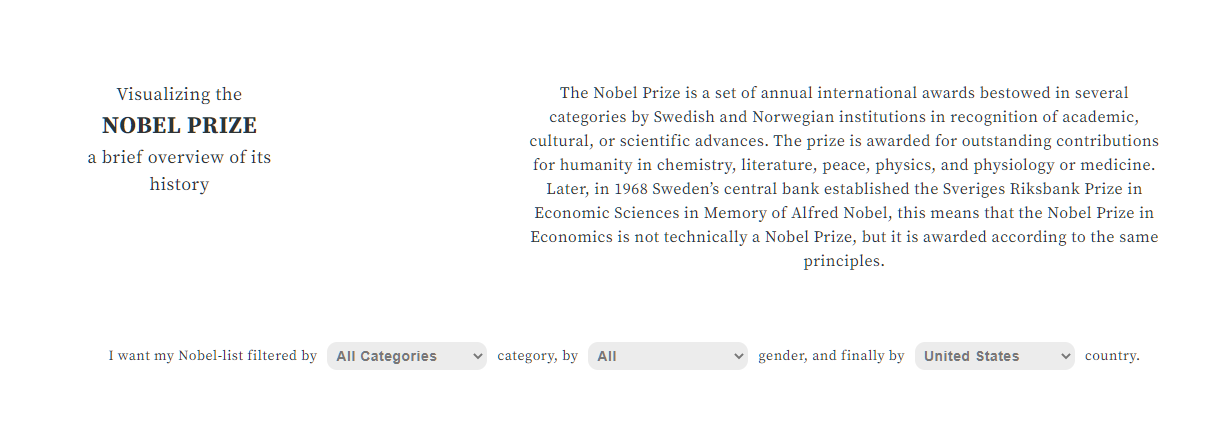 Visualizing the
NOBEL PRIZE
a brief overview of its
history
The Nobel Prize is a set of annual international awards bestowed in several
categories by Swedish and Norwegian institutions in recognition of academic,
cultural, or scientific advances. The prize is awarded for outstanding contributions
for humanity in chemistry, literature, peace, physics, and physiology or medicine.
Later, in 1968 Sweden’s central bank established the Sveriges Riksbank Prize in
Economic Sciences in Memory of Alfred Nobel, this means that the Nobel Prize in
Economics is not technically a Nobel Prize, but it is awarded according to the same
principles.
I want my Nobel-list filtered by All Categories category, by All gender, and finally by United States country.